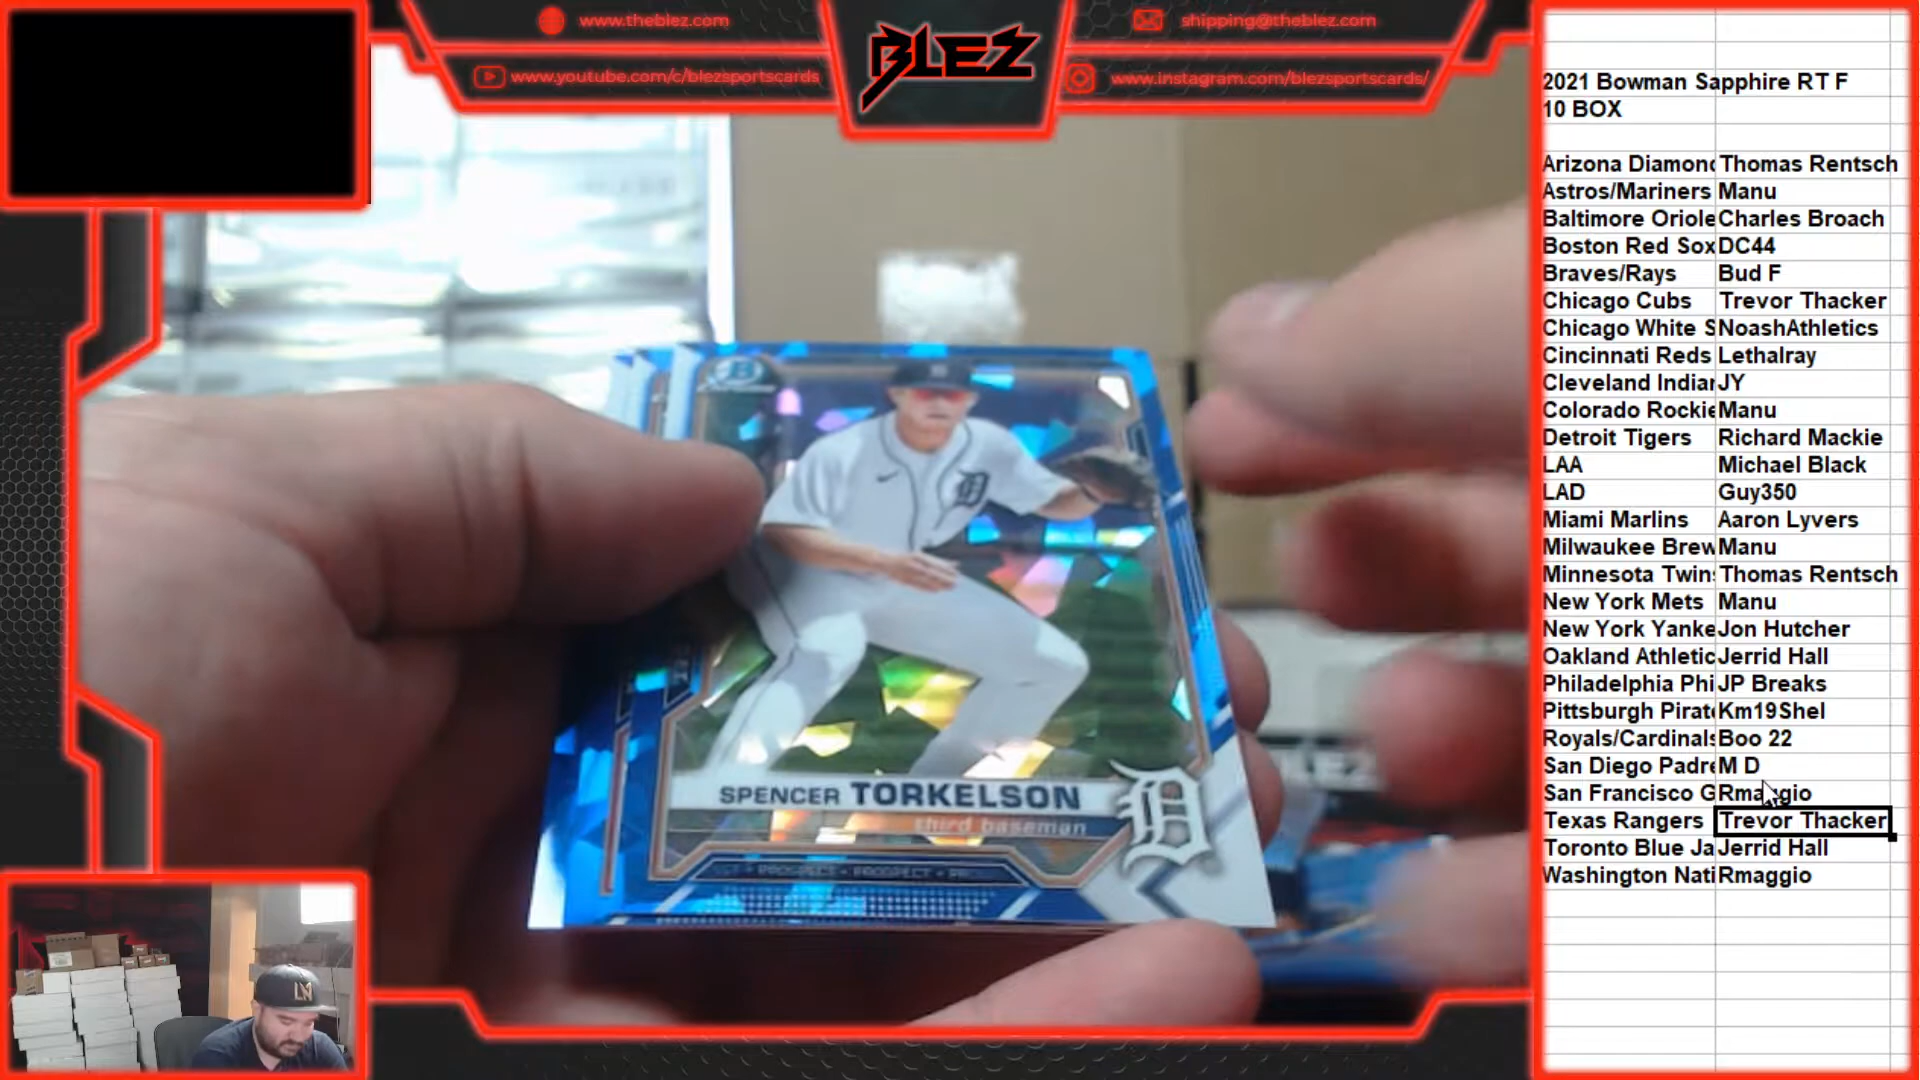 www.theblez.com
www.youtube.com/c/blezsportscards
BLEZ
shipping@theblez.com
www.instagram.com/blezsportscards/
2021 Bowman Sapphire RT F
10 BOX
Arizona Diamond Thomas Rentsch
Astros/Mariners Manu
Baltimore Oriole Charles Broach
Boston Red Sox DC44
Braves/Rays Bud F
Chicago Cubs Trevor Thacker
Chicago White S NoashAthletics
Cincinnati Reds Lethalray
Cleveland Indian JY
Colorado Rockie Manu
Detroit Tigers Richard Mackie
LAA Michael Black
LAD Guy350
Miami Marlins Aaron Lyvers
Milwaukee Brew Manu
Minnesota Twins Thomas Rentsch
New York Mets Manu
New York Yanke Jon Hutcher
Oakland Athletic Jerrid Hall
Philadelphia Phi JP Breaks
Pittsburgh Pirate Km19Shel
Royals/Cardinals Boo 22
San Diego Padre M D
San Francisco G Rmaggio
Texas Rangers Trevor Thacker
Toronto Blue Ja Jerrid Hall
Washington Nati Rmaggio
D
SPENCER TORKELSON
third baseman
D
PROSPECT • PROSPECT